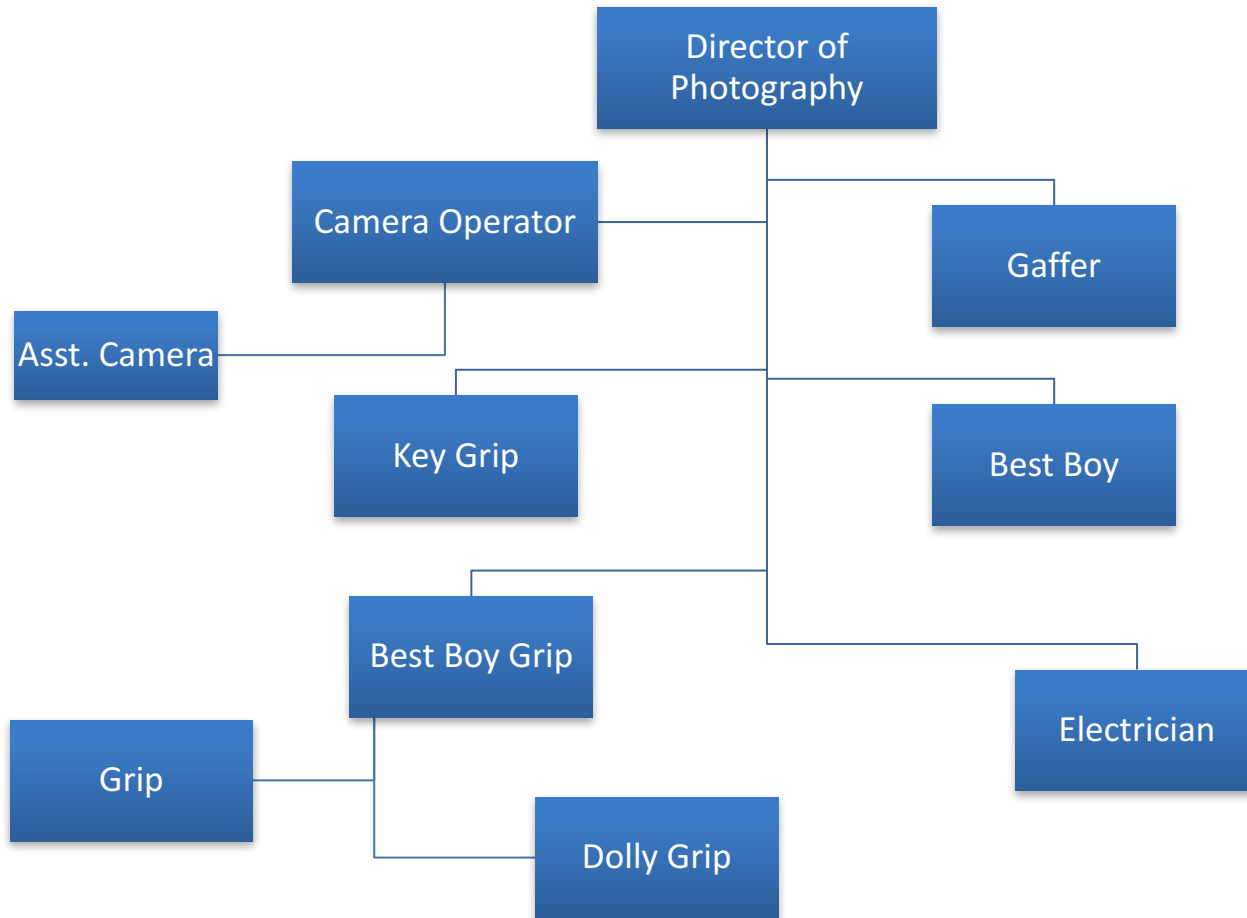 Director of
Photography
Camera Operator
Gaffer
Asst. Camera
Key Grip
Best Boy
Best Boy Grip
Electrician
Grip
Dolly Grip